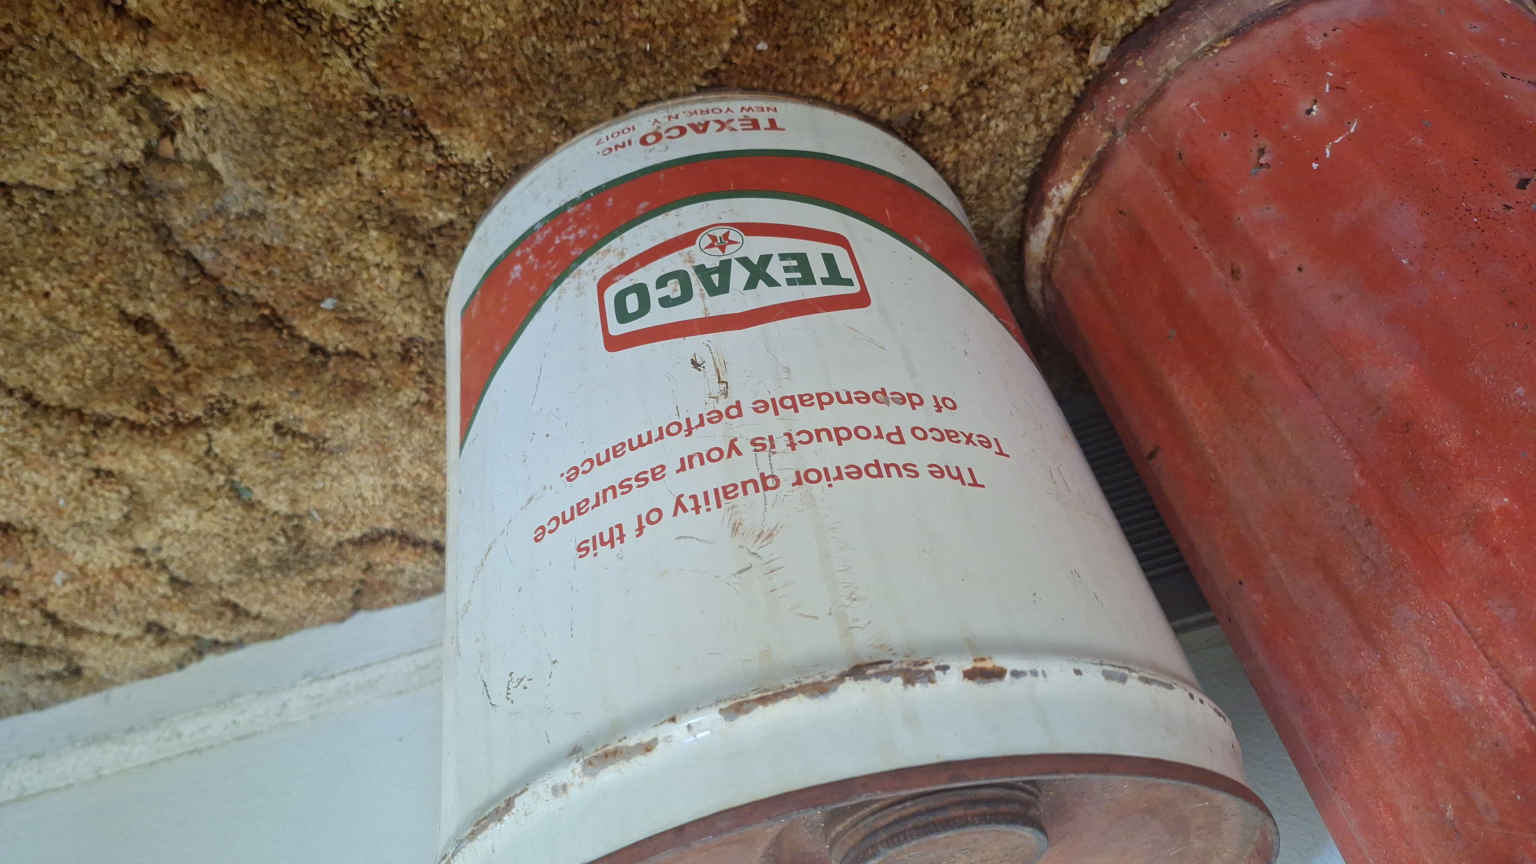 The superior quality of this
Texaco Product is your assurance
of dependable performance.
TEXACO
T
TEXACO INC.
NEW YORK, N.Y. 10017